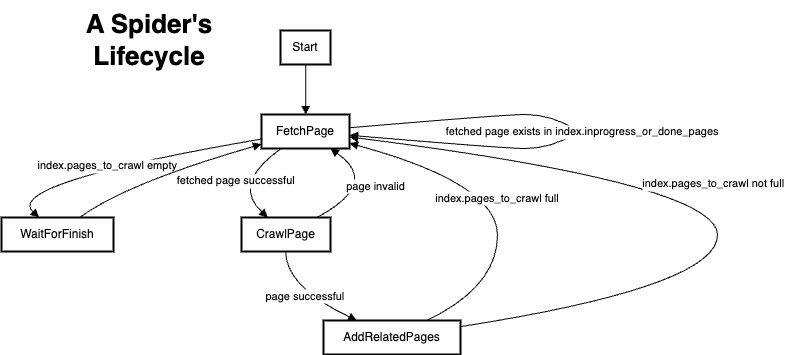 A Spider's
Lifecycle
Start
FetchPage
fetched page exists in index.inprogress_or_done_pages
index.pages_to_crawl empty
fetched page successful
page invalid
index.pages_to_crawl full
index.pages_to_crawl not full
WaitForFinish
CrawlPage
page successful
AddRelatedPages